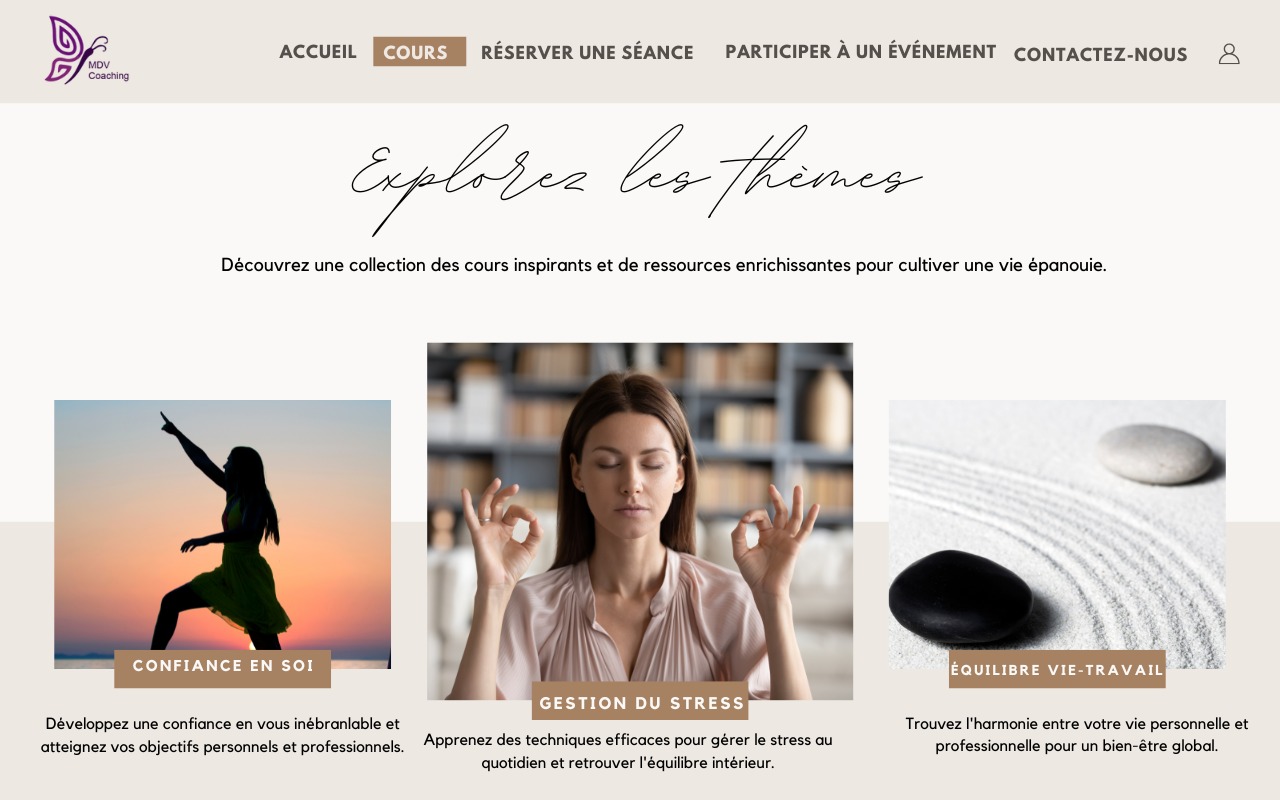 MDV
Coaching
ACCUEIL
COURS
RÉSERVER UNE SÉANCE
PARTICIPER À UN ÉVÉNEMENT
CONTACTEZ-NOUS
Explorez les thèmes
Découvrez une collection des cours inspirants et de ressources enrichissantes pour cultiver une vie épanouie.
CONFIANCE EN SOI
Développez une confiance en vous inébranlable et
atteignez vos objectifs personnels et professionnels.
GESTION DU STRESS
Apprenez des techniques efficaces pour gérer le stress au
quotidien et retrouver l'équilibre intérieur.
ÉQUILIBRE VIE-TRAVAIL
Trouvez l'harmonie entre votre vie personnelle et
professionnelle pour un bien-être global.